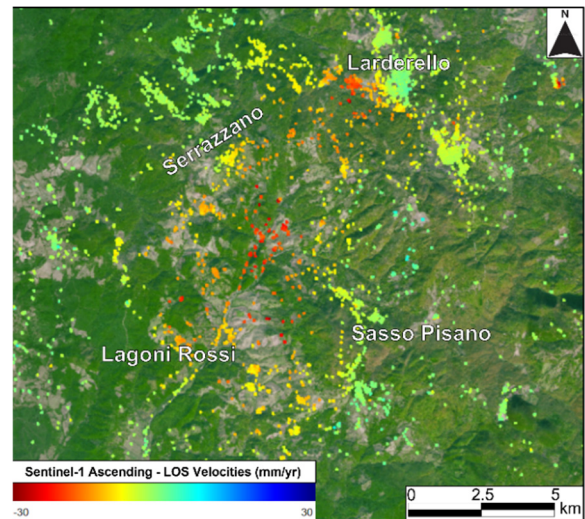 N
Larderello
Serrazzano
Sasso Pisano
Lagoni Rossi
Sentinel-1 Ascending - LOS Velocities (mm/yr)
-30 30
0 2.5 5
km